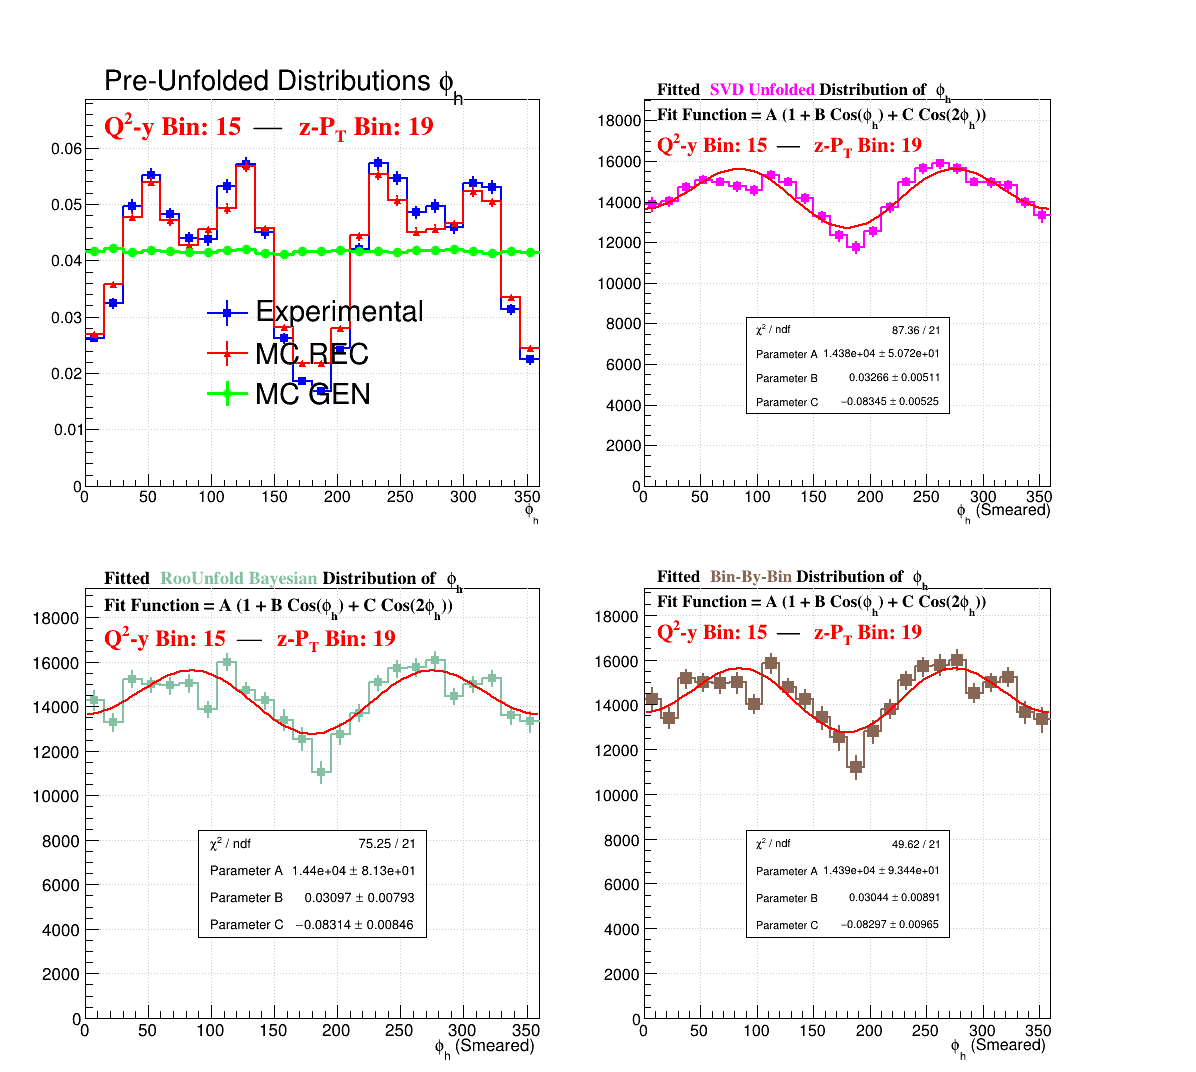 Pre-Unfolded Distributions ϕh
Q²-y Bin: 15 — z-PT Bin: 19
0.06
0.05
0.04
0.03
0.02
0.01
0
Experimental
MC REC
MC GEN
0 50 100 150 200 250 300 350
ϕh
Fitted SVD Unfolded Distribution of ϕh
Fit Function = A (1 + B Cos(ϕh) + C Cos(2ϕh))
Q²-y Bin: 15 — z-PT Bin: 19
18000
16000
14000
12000
10000
8000
6000
4000
2000
0
χ² / ndf 87.36 / 21
Parameter A 1.438e+04 ± 5.072e+01
Parameter B 0.03266 ± 0.00511
Parameter C −0.08345 ± 0.00525
0 50 100 150 200 250 300 350
ϕh (Smeared)
Fitted RooUnfold Bayesian Distribution of ϕh
Fit Function = A (1 + B Cos(ϕh) + C Cos(2ϕh))
Q²-y Bin: 15 — z-PT Bin: 19
18000
16000
14000
12000
10000
8000
6000
4000
2000
0
χ² / ndf 75.25 / 21
Parameter A 1.44e+04 ± 8.13e+01
Parameter B 0.03097 ± 0.00793
Parameter C −0.08314 ± 0.00846
0 50 100 150 200 250 300 350
ϕh (Smeared)
Fitted Bin-By-Bin Distribution of ϕh
Fit Function = A (1 + B Cos(ϕh) + C Cos(2ϕh))
Q²-y Bin: 15 — z-PT Bin: 19
18000
16000
14000
12000
10000
8000
6000
4000
2000
0
χ² / ndf 49.62 / 21
Parameter A 1.439e+04 ± 9.344e+01
Parameter B 0.03044 ± 0.00891
Parameter C −0.08297 ± 0.00965
0 50 100 150 200 250 300 350
ϕh (Smeared)